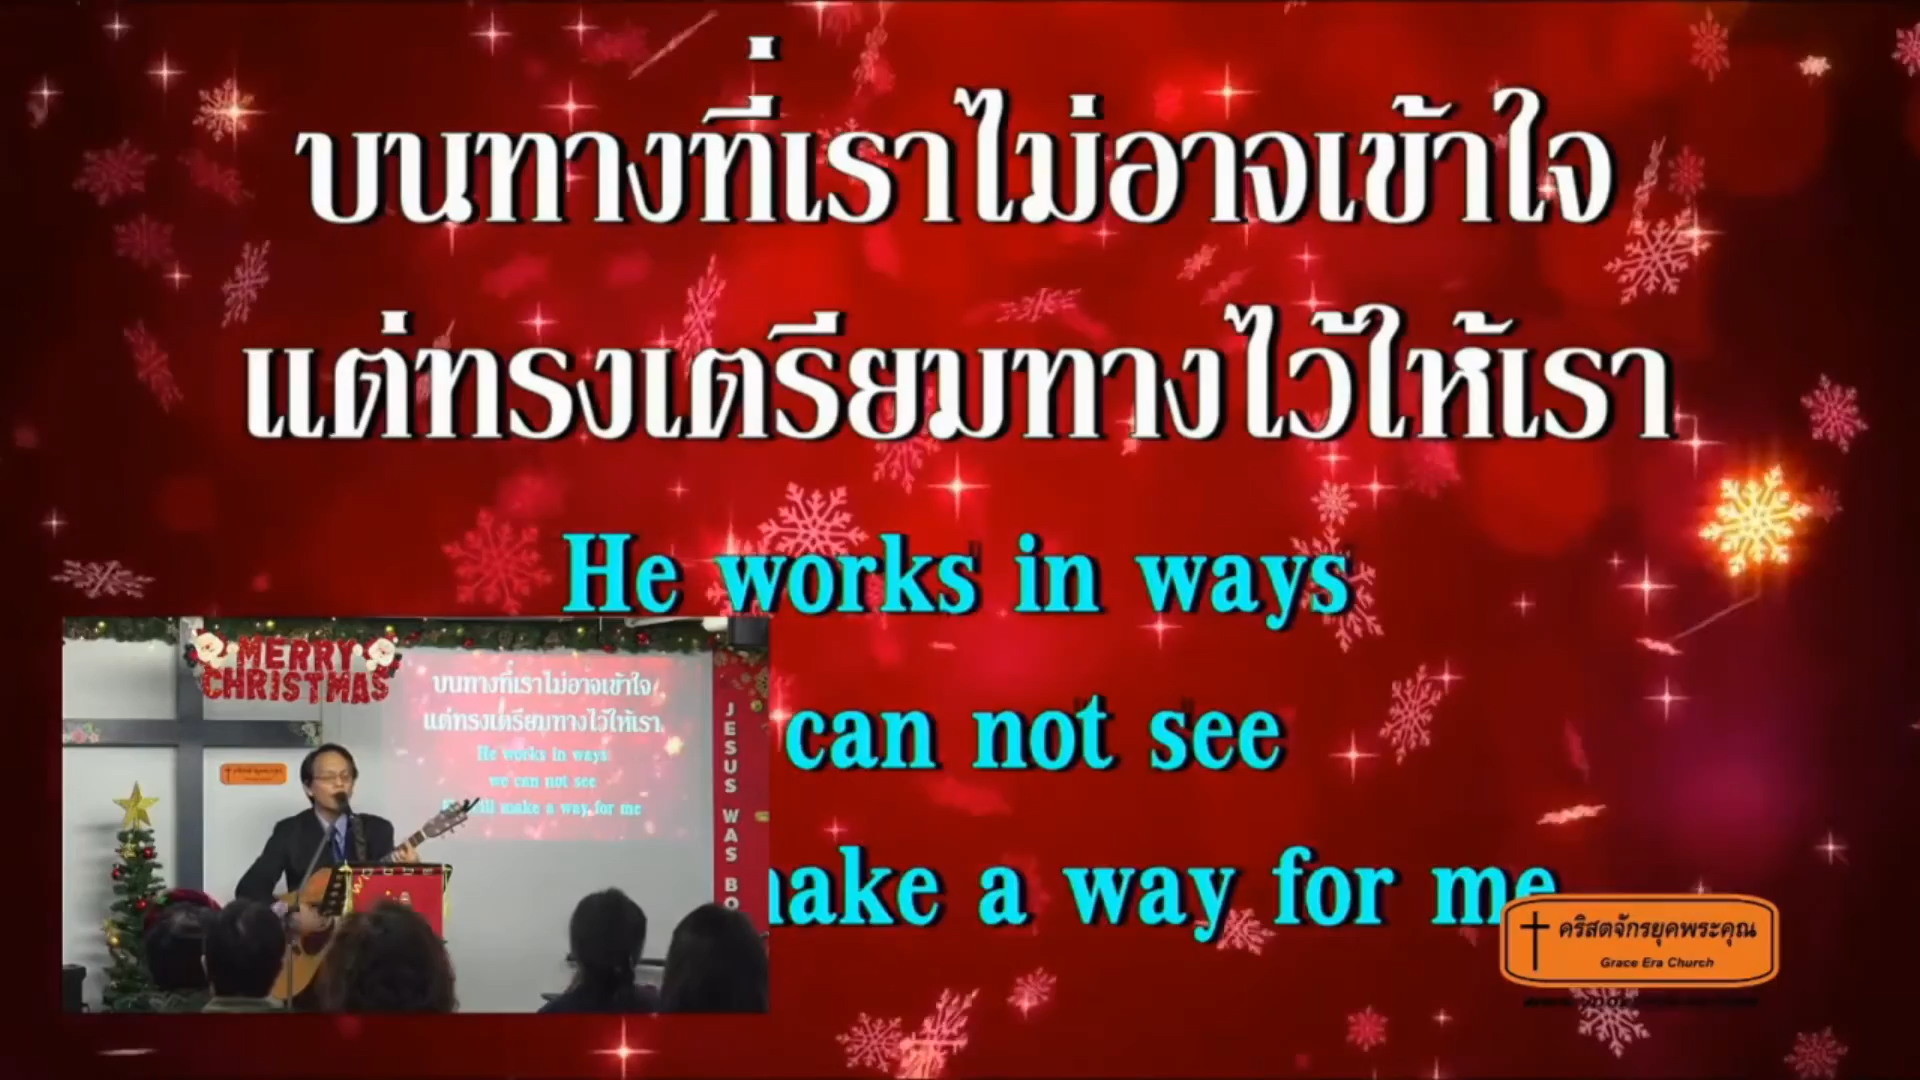 บนทางที่เราไม่อาจเข้าใจ
แต่ทรงเตรียมทางไว้ให้เรา
He works in ways
can not see
make a way for me
MERRY
CHRISTMAS
บนทางที่เราไม่อาจเข้าใจ
แต่ทรงเตรียมทางไว้ให้เรา
He works in ways
we can not see
will make a way for me
JESUS WAS BO
คริสตจักรยุคพระคุณ
Grace Era Church